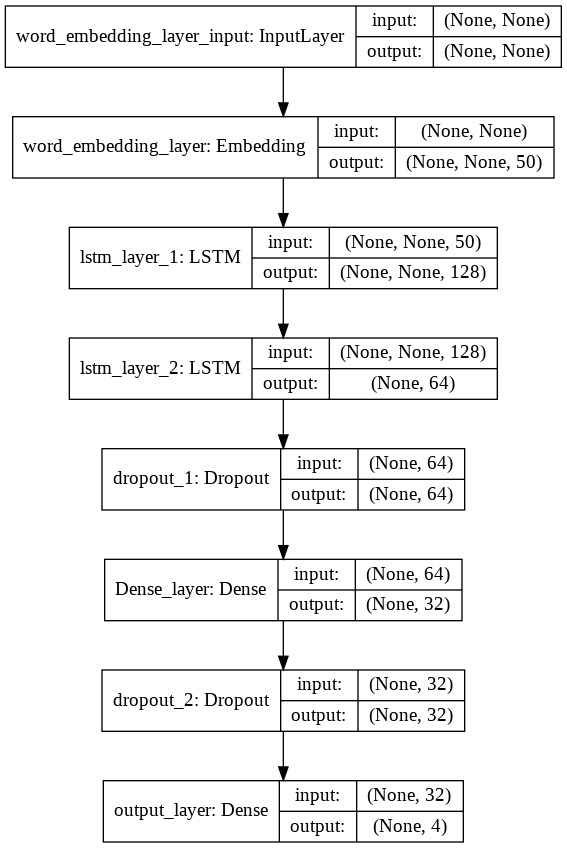 word_embedding_layer_input: InputLayer
input: (None, None)
output: (None, None)
word_embedding_layer: Embedding
input: (None, None)
output: (None, None, 50)
lstm_layer_1: LSTM
input: (None, None, 50)
output: (None, None, 128)
lstm_layer_2: LSTM
input: (None, None, 128)
output: (None, 64)
dropout_1: Dropout
input: (None, 64)
output: (None, 64)
Dense_layer: Dense
input: (None, 64)
output: (None, 32)
dropout_2: Dropout
input: (None, 32)
output: (None, 32)
output_layer: Dense
input: (None, 32)
output: (None, 4)